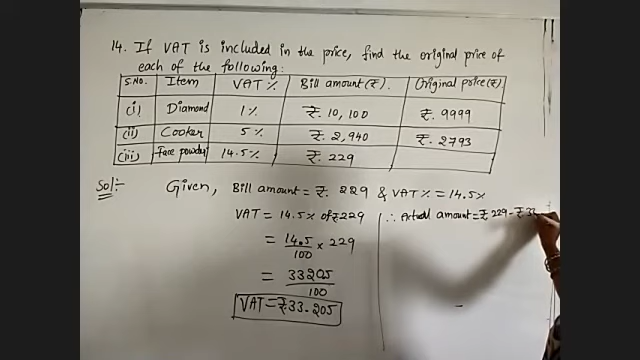 14. If VAT is included in the price, find the original price of
each of the following:
S.NO. Item VAT % Bill amount (₹). Original price (₹).
(i) Diamond 1% ₹. 10,100 ₹. 9999
(ii) Cooker 5% ₹. 2,940 ₹. 2793
(iii) Face powder 14.5% ₹. 229
Sol:- Given, Bill amount = ₹. 229 & VAT% = 14.5%
VAT = 14.5% of ₹229
= 14.5/100 × 229
= 33205/100
VAT = ₹.33.205
∴ Actual amount = ₹229 - ₹33